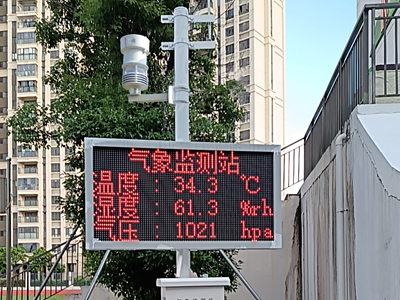 气象监测站
温度 : 34.3 ℃
湿度 : 61.3 %rh
气压 : 1021 hpa